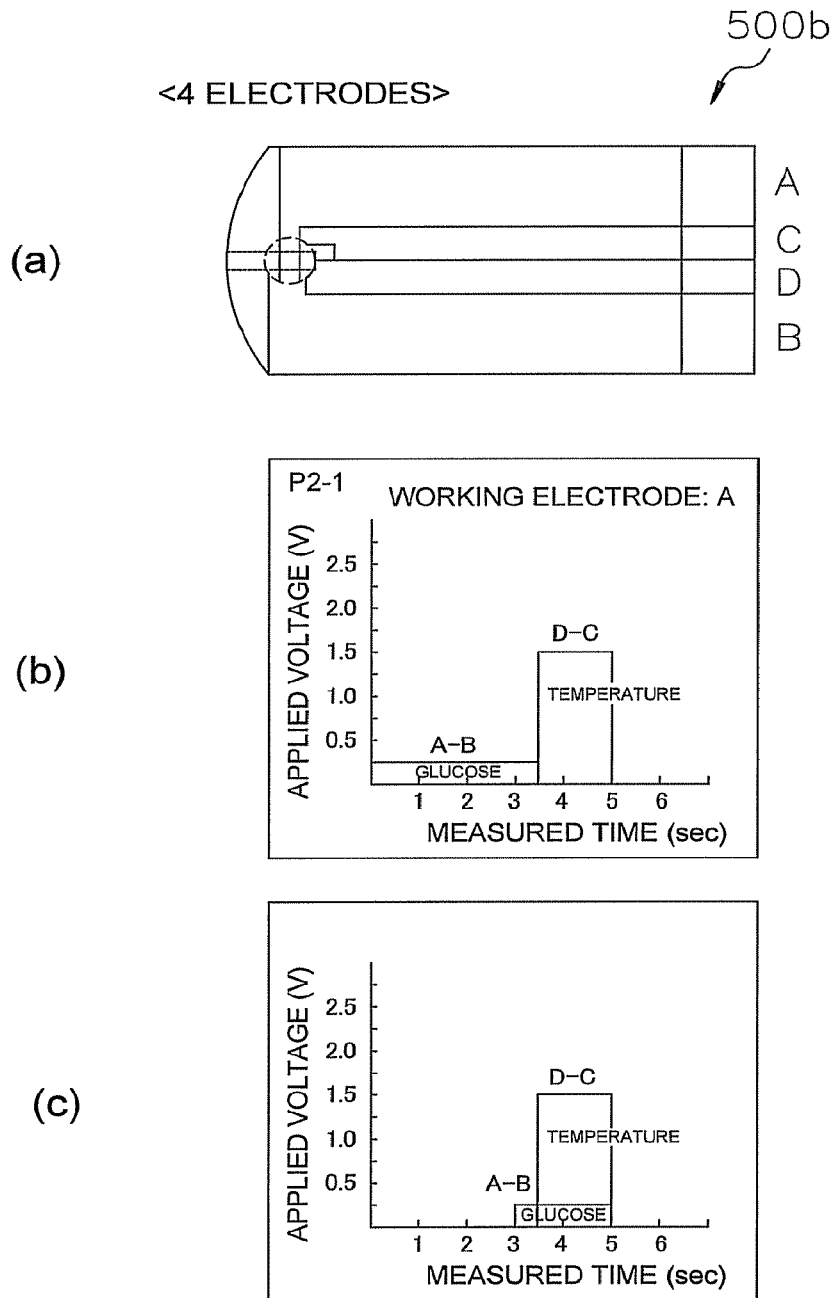 500b
<4 ELECTRODES>
(a)
A
C
D
B
(b)
P2-1
WORKING ELECTRODE: A
APPLIED VOLTAGE (V)
2.5
2.0
1.5
1.0
0.5
D-C
TEMPERATURE
A-B
GLUCOSE
1 2 3 4 5 6
MEASURED TIME (sec)
(c)
APPLIED VOLTAGE (V)
2.5
2.0
1.5
1.0
0.5
D-C
TEMPERATURE
A-B
GLUCOSE
1 2 3 4 5 6
MEASURED TIME (sec)